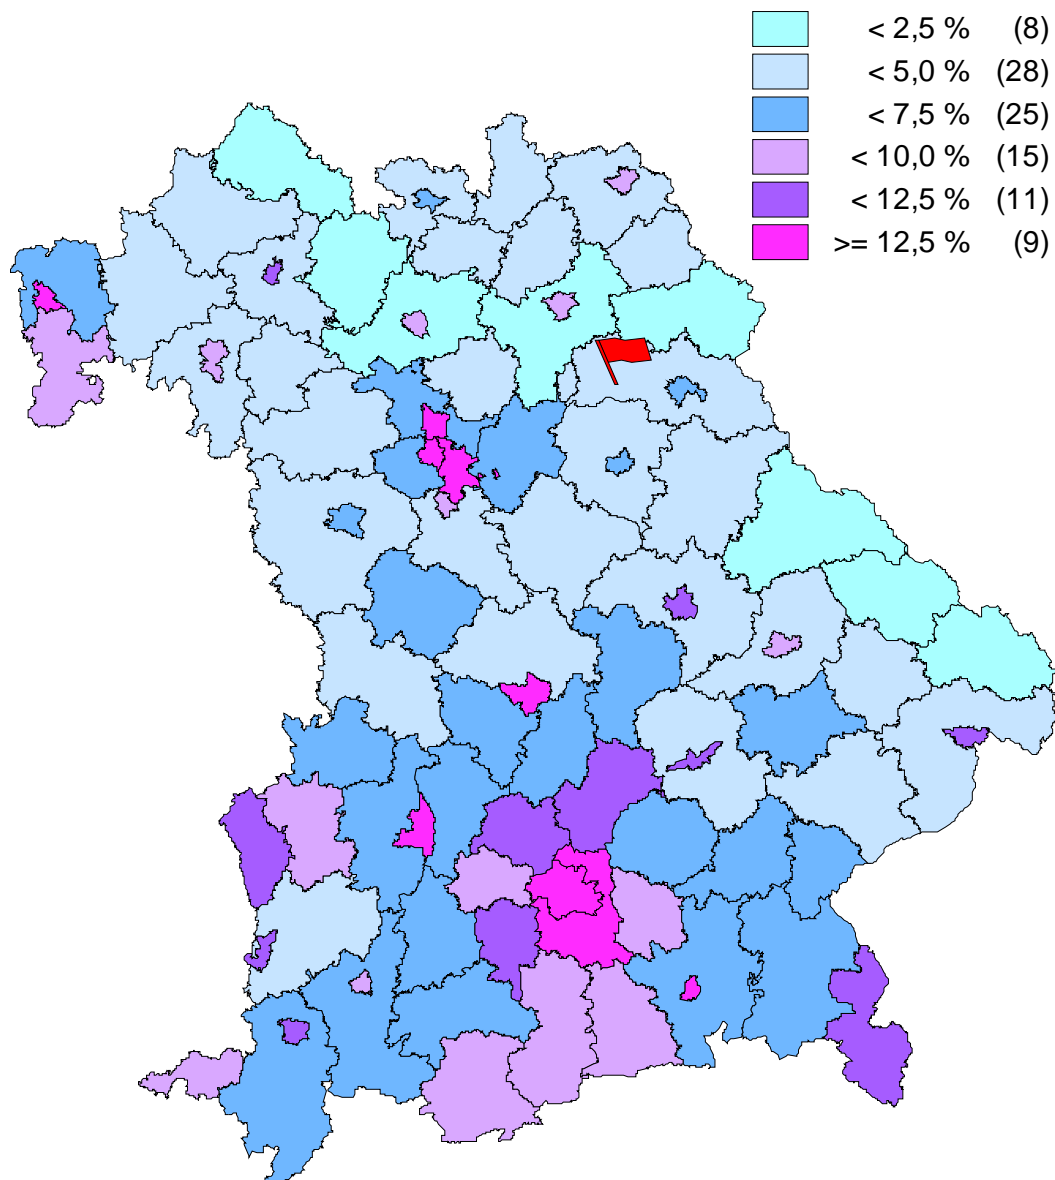 < 2,5 % (8)
< 5,0 % (28)
< 7,5 % (25)
< 10,0 % (15)
< 12,5 % (11)
>= 12,5 % (9)